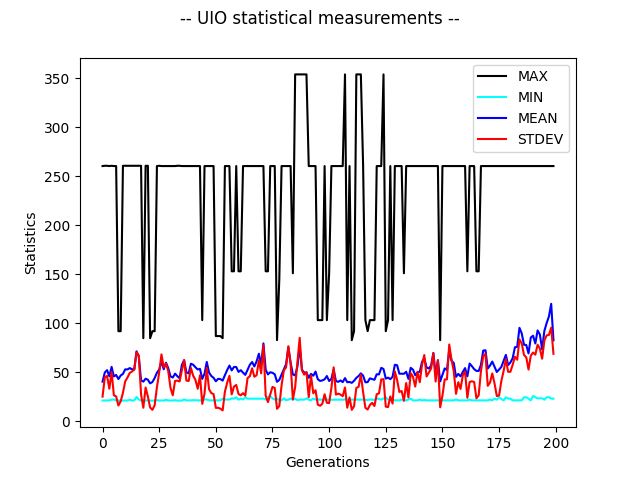 -- UIO statistical measurements --
MAX
MIN
MEAN
STDEV
Statistics
350
300
250
200
150
100
50
0
0 25 50 75 100 125 150 175 200
Generations